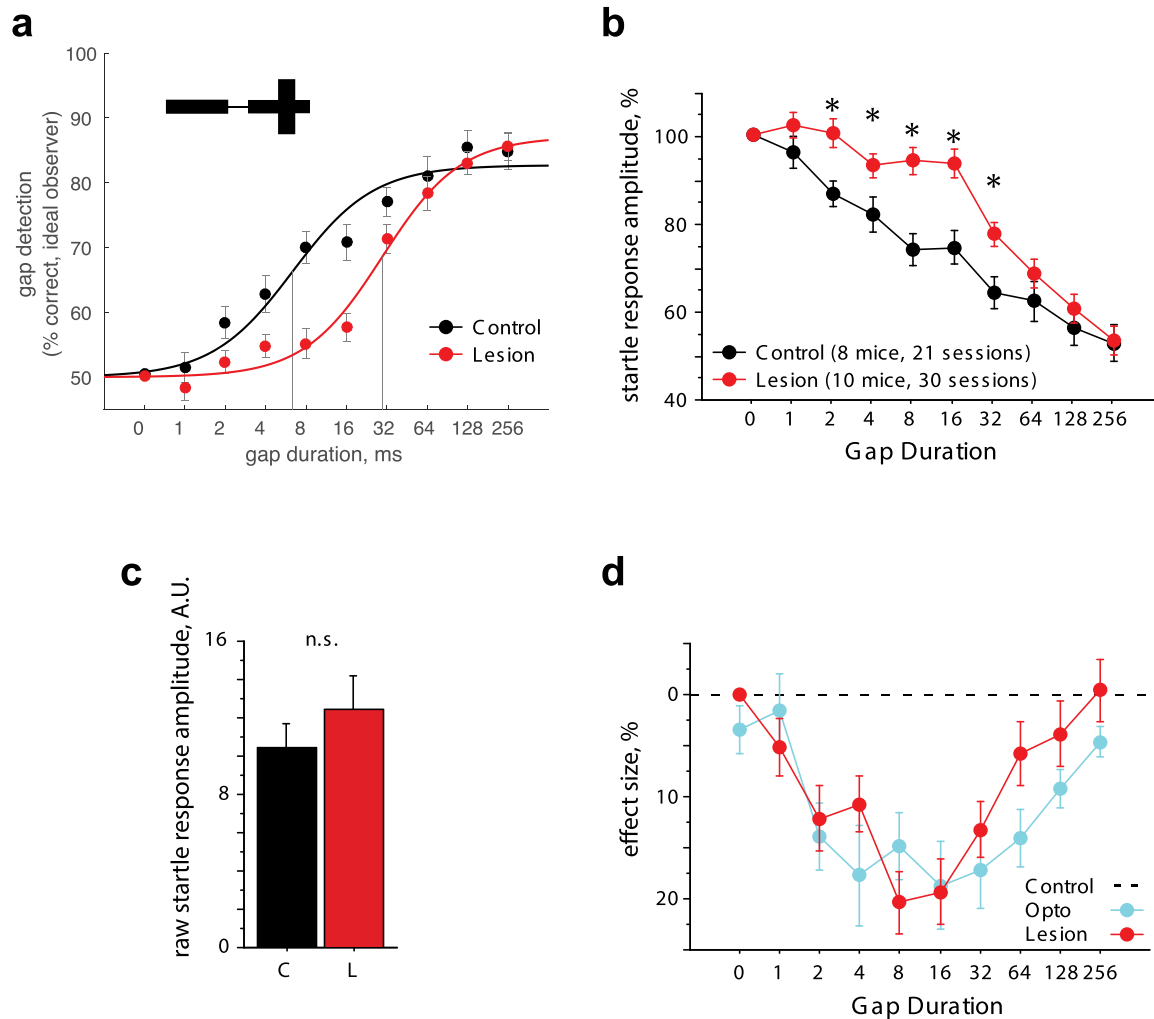 a
100
90
80
70
60
50
gap detection
(% correct, ideal observer)
Control
Lesion
0 1 2 4 8 16 32 64 128 256
gap duration, ms
b
startle response amplitude, %
100
80
60
40
* * * * *
Control (8 mice, 21 sessions)
Lesion (10 mice, 30 sessions)
0 1 2 4 8 16 32 64 128 256
Gap Duration
c
raw startle response amplitude, A.U.
16
8
0
n.s.
C L
d
effect size, %
0
10
20
Control
Opto
Lesion
0 1 2 4 8 16 32 64 128 256
Gap Duration